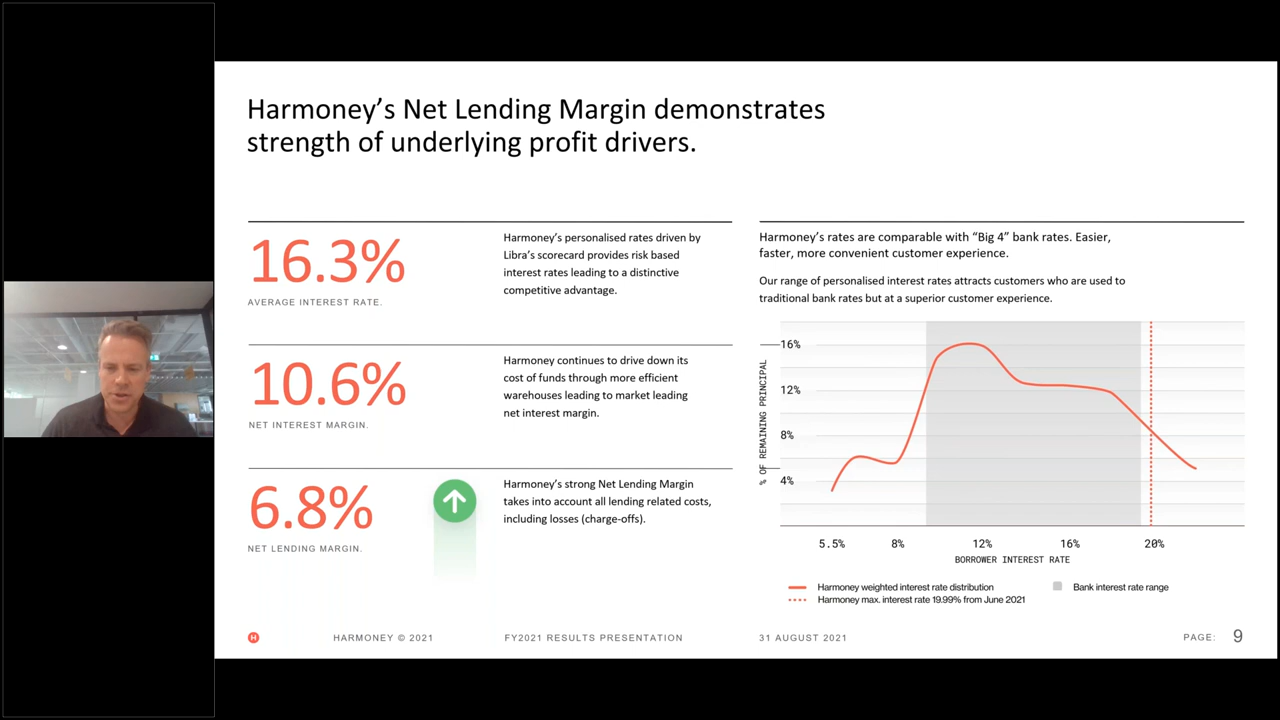 Harmoney’s Net Lending Margin demonstrates
strength of underlying profit drivers.
16.3%
AVERAGE INTEREST RATE.
Harmoney’s personalised rates driven by
Libra’s scorecard provides risk based
interest rates leading to a distinctive
competitive advantage.
10.6%
NET INTEREST MARGIN.
Harmoney continues to drive down its
cost of funds through more efficient
warehouses leading to market leading
net interest margin.
6.8%
NET LENDING MARGIN.
Harmoney’s strong Net Lending Margin
takes into account all lending related costs,
including losses (charge-offs).
Harmoney’s rates are comparable with “Big 4” bank rates. Easier,
faster, more convenient customer experience.
Our range of personalised interest rates attracts customers who are used to
traditional bank rates but at a superior customer experience.
% OF REMAINING PRINCIPAL
16%
12%
8%
4%
5.5% 8% 12% 16% 20%
BORROWER INTEREST RATE
Harmoney weighted interest rate distribution
Bank interest rate range
Harmoney max. interest rate 19.99% from June 2021
H HARMONEY © 2021 FY2021 RESULTS PRESENTATION 31 AUGUST 2021 PAGE: 9